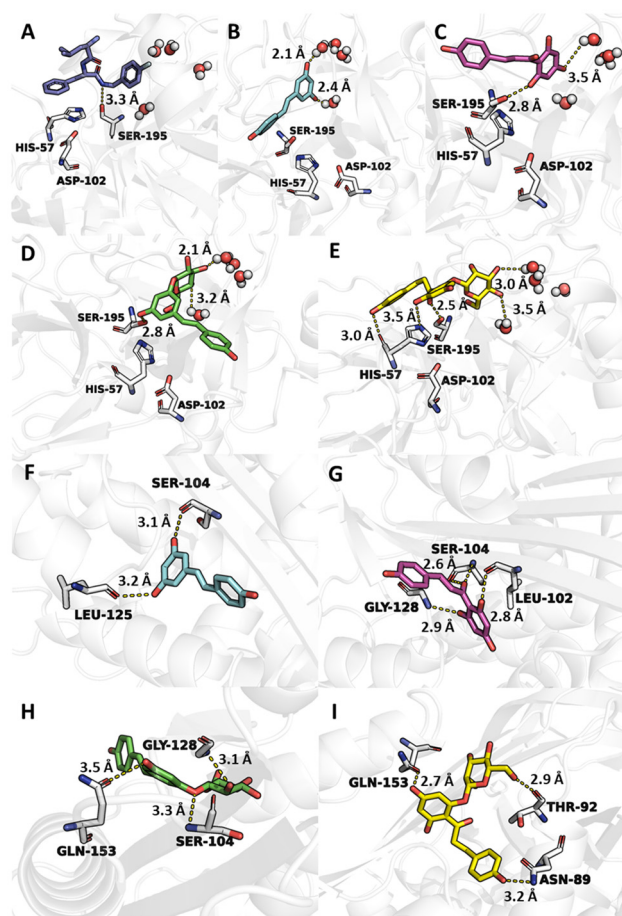 A
3.3 Å
SER-195
HIS-57
ASP-102
B
2.1 Å
2.4 Å
SER-195
HIS-57
ASP-102
C
3.5 Å
SER-195
2.8 Å
HIS-57
ASP-102
D
2.1 Å
3.2 Å
SER-195
2.8 Å
HIS-57
ASP-102
E
3.0 Å
3.5 Å
2.5 Å
3.5 Å
3.0 Å
SER-195
HIS-57
ASP-102
F
SER-104
3.1 Å
3.2 Å
LEU-125
G
SER-104
2.6 Å
LEU-102
GLY-128
2.8 Å
2.9 Å
H
GLY-128
3.1 Å
3.5 Å
3.3 Å
GLN-153
SER-104
I
GLN-153
2.7 Å
2.9 Å
THR-92
ASN-89
3.2 Å